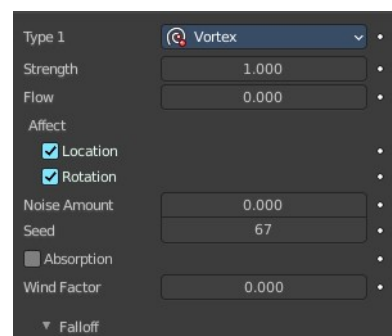 Type 1 Vortex
Strength 1.000
Flow 0.000
Affect
Location
Rotation
Noise Amount 0.000
Seed 67
Absorption
Wind Factor 0.000
Falloff